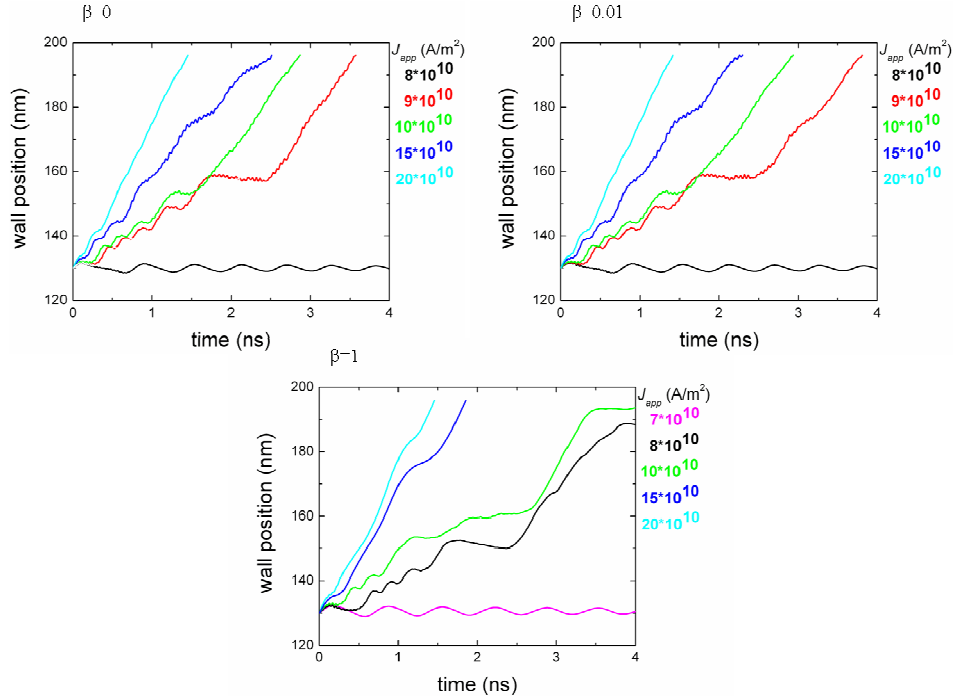 β=0
β=0.01
200
180
160
140
120
0 1 2 3 4
wall position (nm)
time (ns)
J_app (A/m²)
8*10^10
9*10^10
10*10^10
15*10^10
20*10^10
200
180
160
140
120
0 1 2 3 4
wall position (nm)
time (ns)
J_app (A/m²)
8*10^10
9*10^10
10*10^10
15*10^10
20*10^10
β=1
200
180
160
140
120
0 1 2 3 4
wall position (nm)
time (ns)
J_app (A/m²)
7*10^10
8*10^10
10*10^10
15*10^10
20*10^10